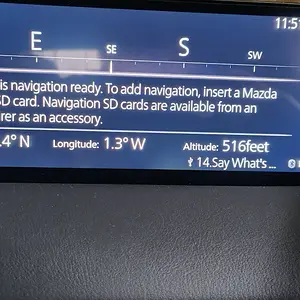 11:5
E SE S SW
is navigation ready. To add navigation, insert a Mazda
SD card. Navigation SD cards are available from an
rer as an accessory.
.4° N Longitude: 1.3° W Altitude: 516feet
14.Say What's ...